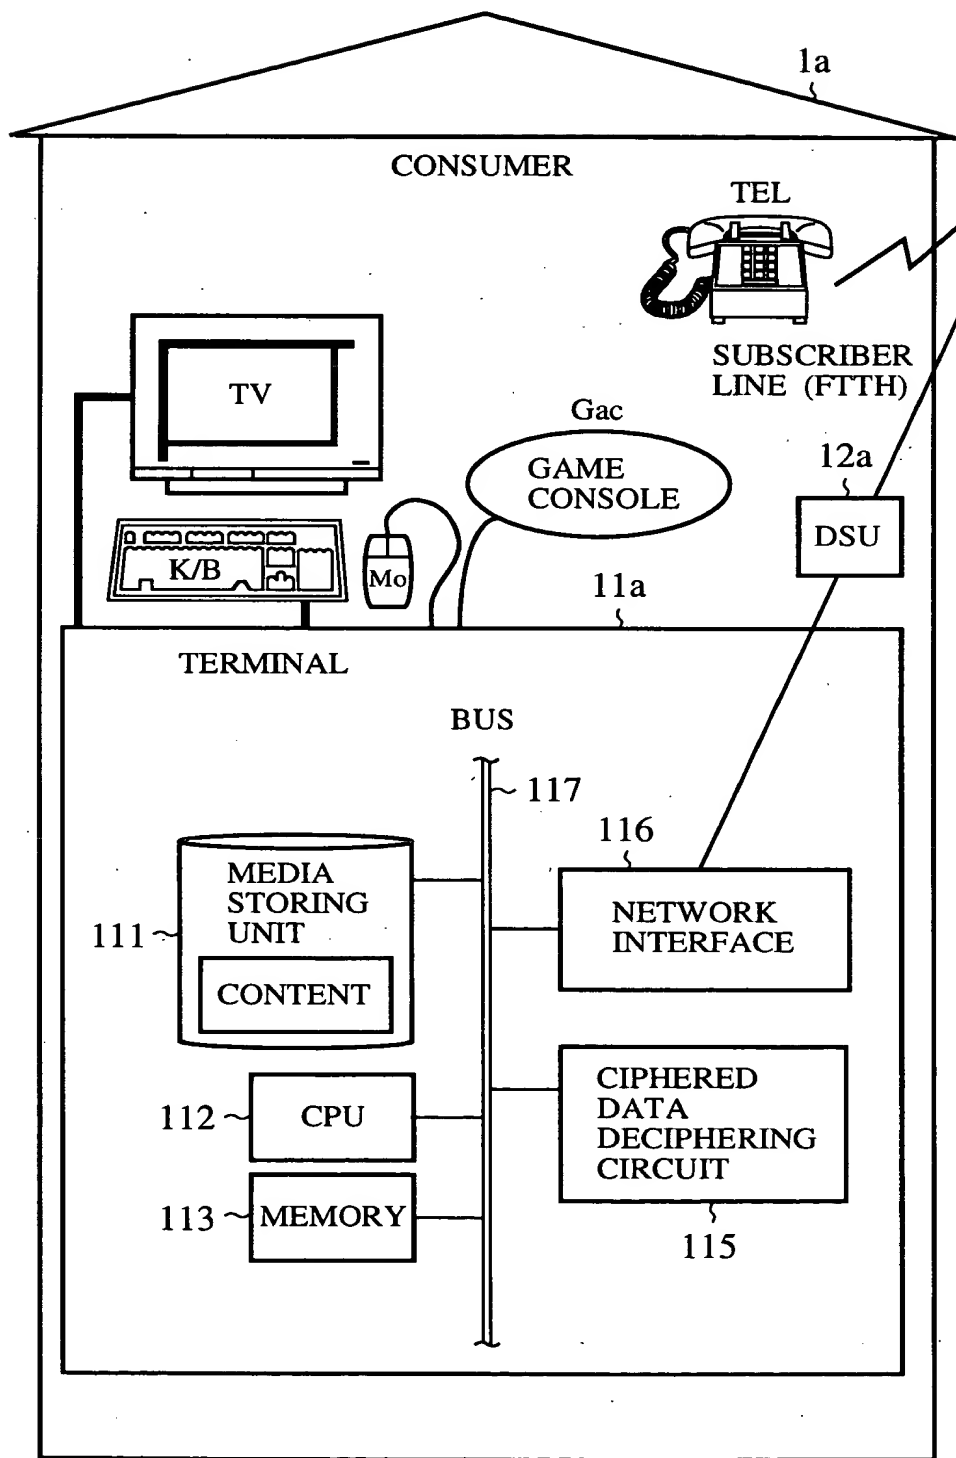 1a
CONSUMER
TEL
SUBSCRIBER
LINE (FTTH)
TV
Gac
GAME
CONSOLE
12a
DSU
K/B
Mo
11a
TERMINAL
BUS
117
116
MEDIA
STORING
UNIT
111
CONTENT
NETWORK
INTERFACE
112
CPU
CIPHERED
DATA
DECIPHERING
CIRCUIT
113
MEMORY
115